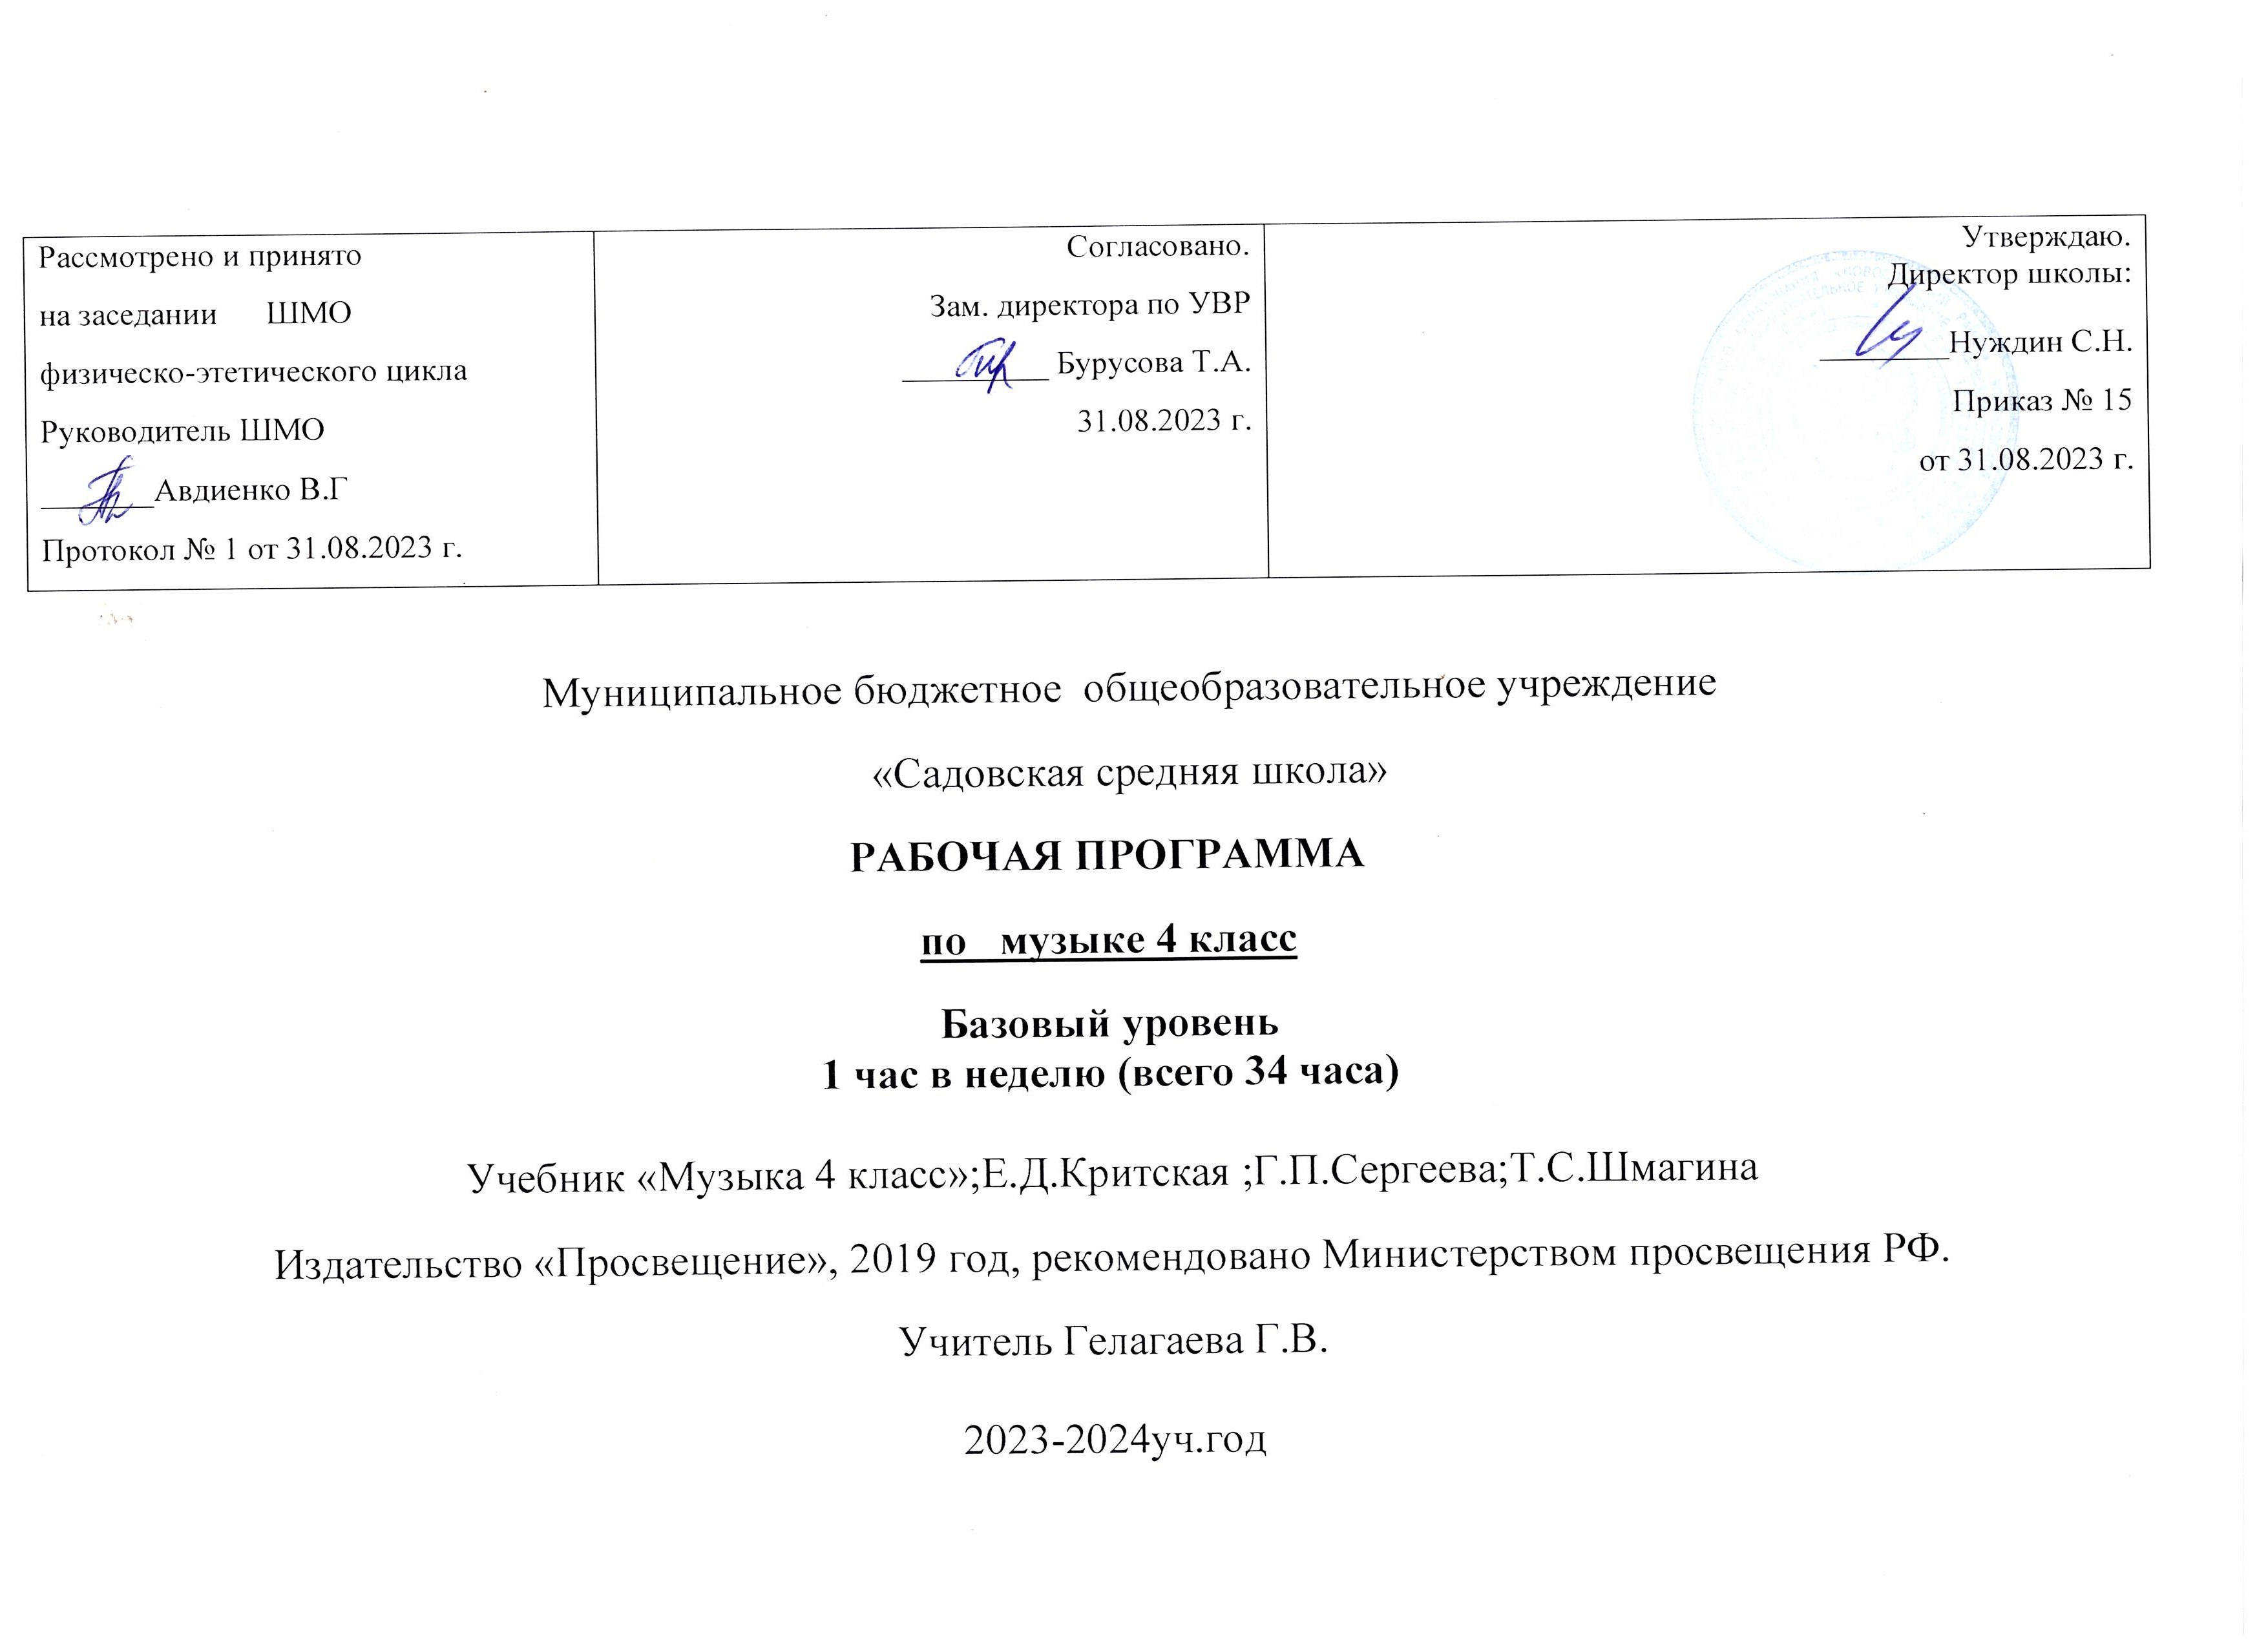 Рассмотрено и принято
на заседании ШМО
физическо-этетического цикла
Руководитель ШМО
_______Авдиенко В.Г
Протокол № 1 от 31.08.2023 г.
Согласовано.
Зам. директора по УВР
_________ Бурусова Т.А.
31.08.2023 г.
Утверждаю.
Директор школы:
________Нуждин С.Н.
Приказ № 15
от 31.08.2023 г.
Муниципальное бюджетное общеобразовательное учреждение
«Садовская средняя школа»
РАБОЧАЯ ПРОГРАММА
по музыке 4 класс
Базовый уровень
1 час в неделю (всего 34 часа)
Учебник «Музыка 4 класс»;Е.Д.Критская ;Г.П.Сергеева;Т.С.Шмагина
Издательство «Просвещение», 2019 год, рекомендовано Министерством просвещения РФ.
Учитель Гелагаева Г.В.
2023-2024уч.год